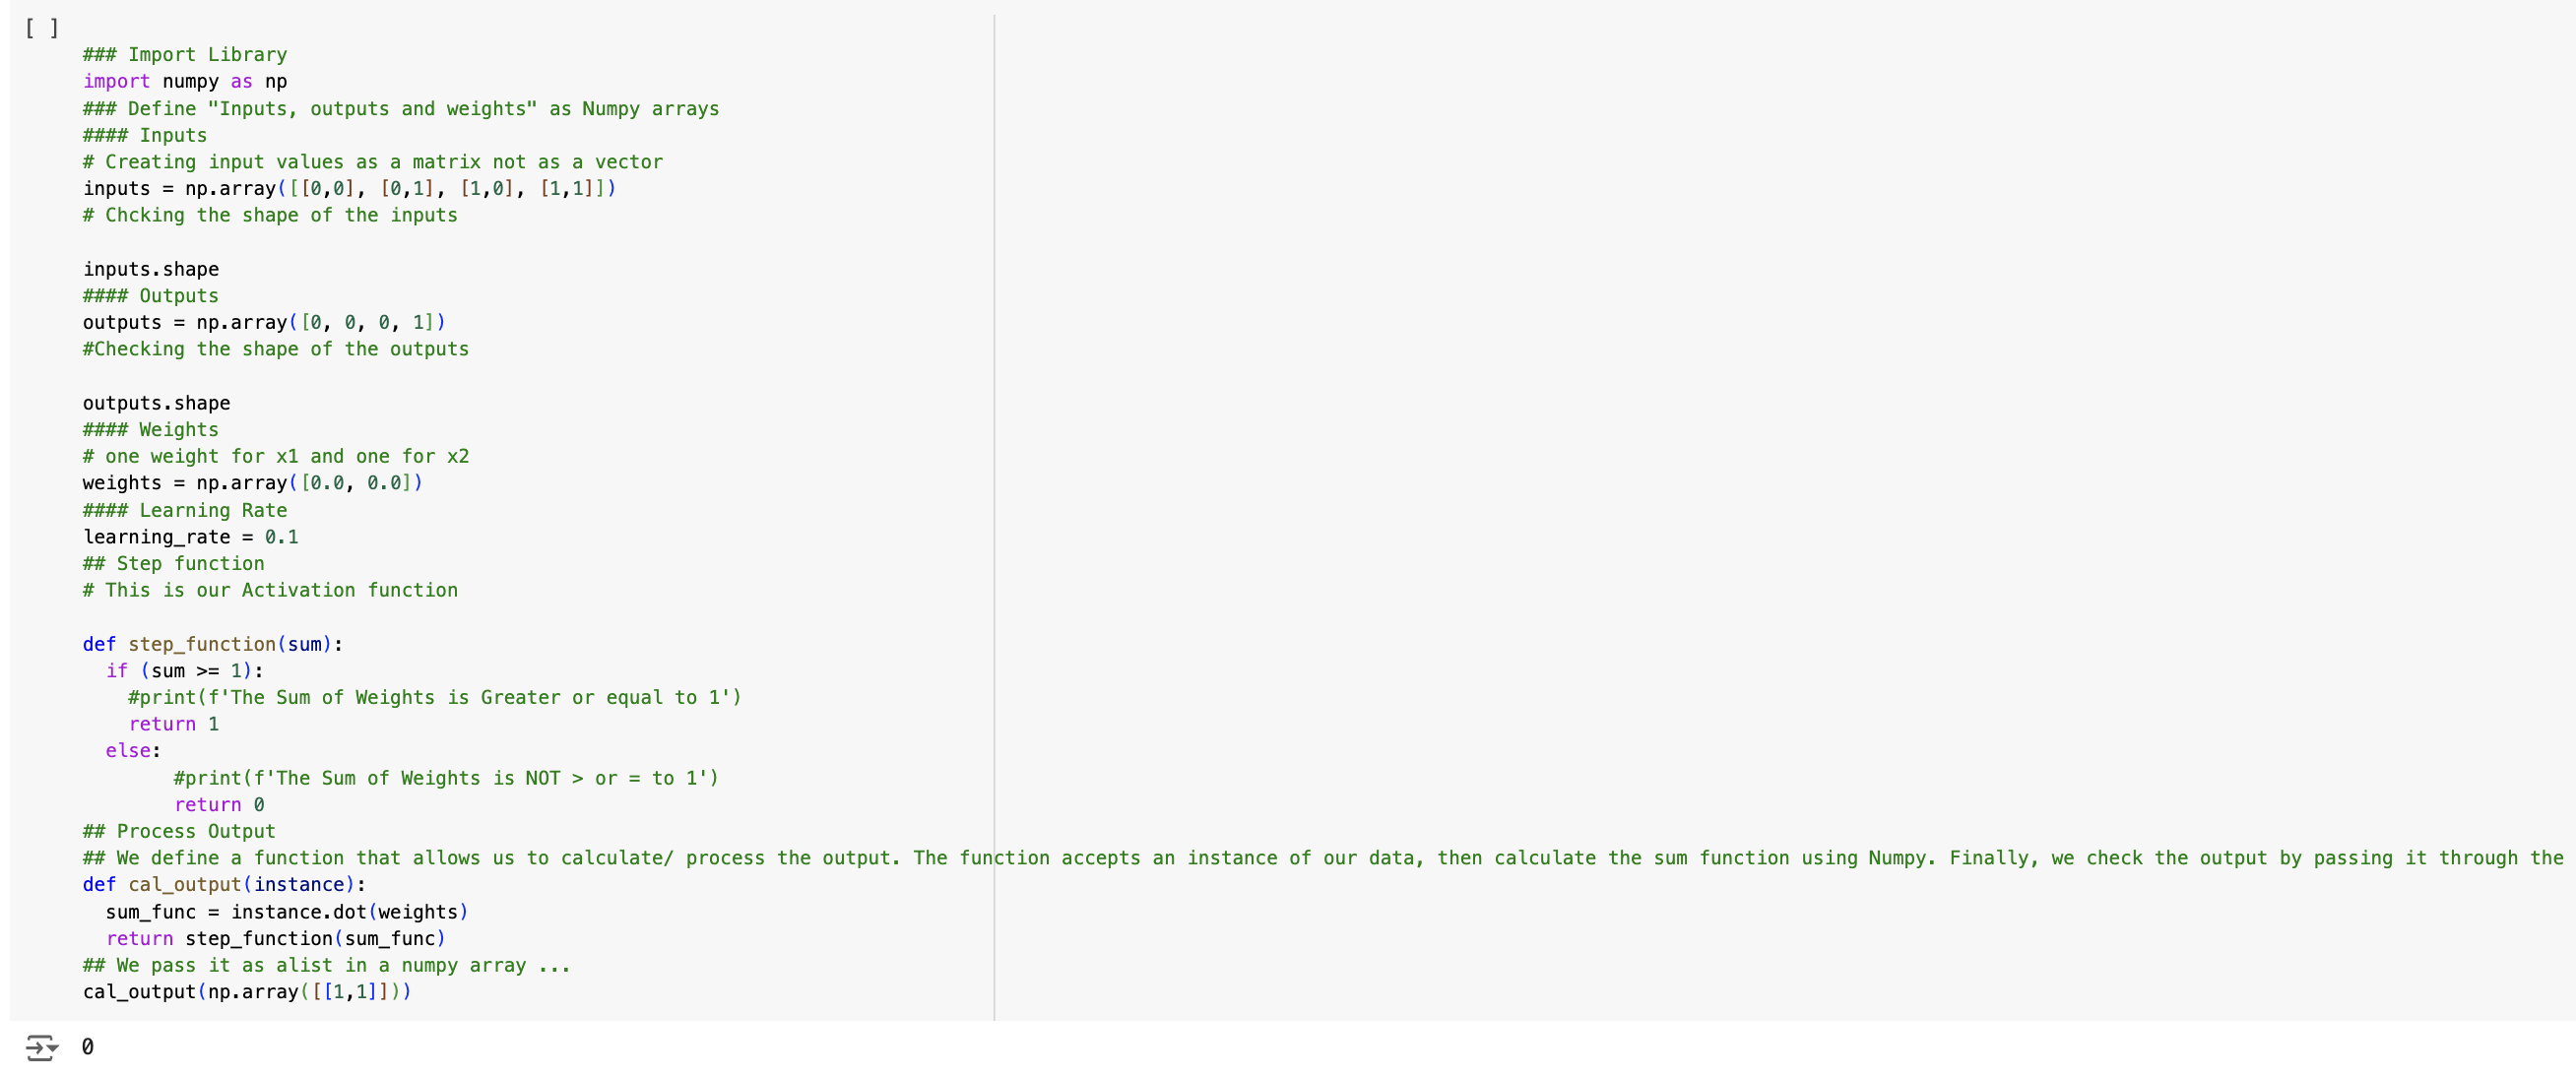 [ ]
### Import Library
import numpy as np
### Define "Inputs, outputs and weights" as Numpy arrays
#### Inputs
# Creating input values as a matrix not as a vector
inputs = np.array([[0,0], [0,1], [1,0], [1,1]])
# Chcking the shape of the inputs
inputs.shape
#### Outputs
outputs = np.array([0, 0, 0, 1])
#Checking the shape of the outputs
outputs.shape
#### Weights
# one weight for x1 and one for x2
weights = np.array([0.0, 0.0])
#### Learning Rate
learning_rate = 0.1
## Step function
# This is our Activation function
def step_function(sum):
  if (sum >= 1):
    #print(f'The Sum of Weights is Greater or equal to 1')
    return 1
  else:
        #print(f'The Sum of Weights is NOT > or = to 1')
        return 0
## Process Output
## We define a function that allows us to calculate/ process the output. The function accepts an instance of our data, then calculate the sum function using Numpy. Finally, we check the output by passing it through the
def cal_output(instance):
  sum_func = instance.dot(weights)
  return step_function(sum_func)
## We pass it as alist in a numpy array ...
cal_output(np.array([[1,1]]))
0